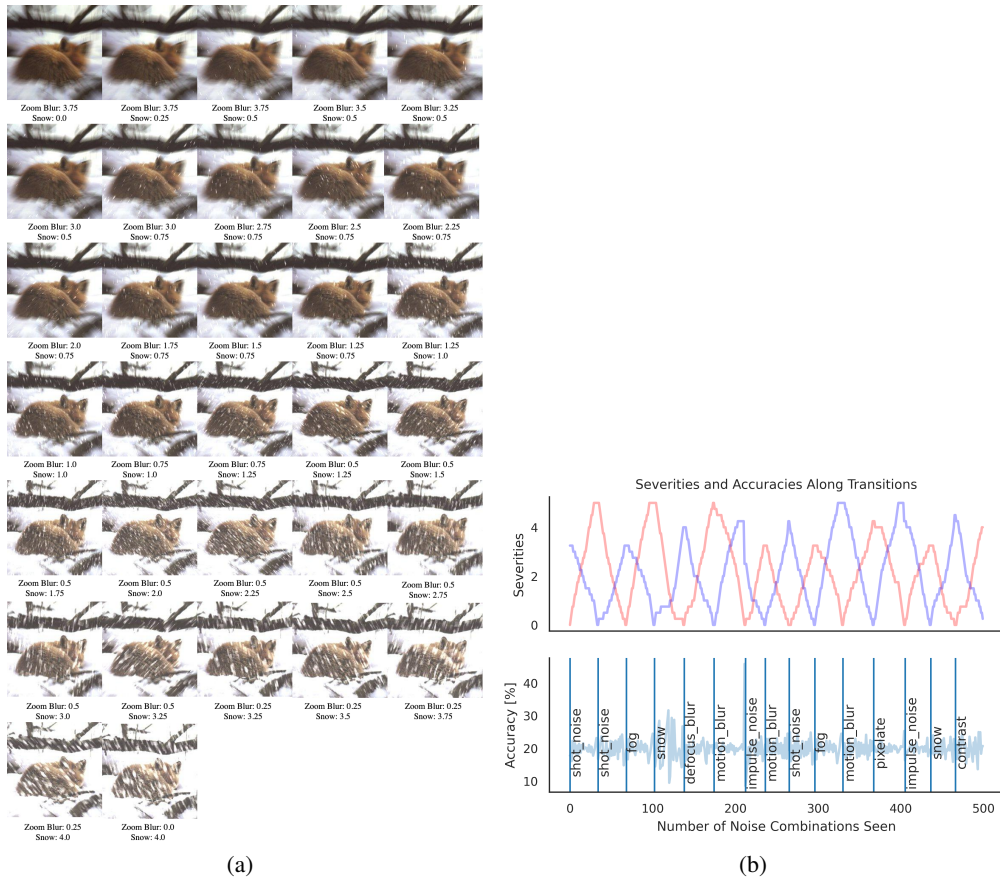 Zoom Blur: 3.75
Snow: 0.0
Zoom Blur: 3.75
Snow: 0.25
Zoom Blur: 3.75
Snow: 0.5
Zoom Blur: 3.5
Snow: 0.5
Zoom Blur: 3.25
Snow: 0.5
Zoom Blur: 3.0
Snow: 0.5
Zoom Blur: 3.0
Snow: 0.75
Zoom Blur: 2.75
Snow: 0.75
Zoom Blur: 2.5
Snow: 0.75
Zoom Blur: 2.25
Snow: 0.75
Zoom Blur: 2.0
Snow: 0.75
Zoom Blur: 1.75
Snow: 0.75
Zoom Blur: 1.5
Snow: 0.75
Zoom Blur: 1.25
Snow: 0.75
Zoom Blur: 1.25
Snow: 1.0
Zoom Blur: 1.0
Snow: 1.0
Zoom Blur: 0.75
Snow: 1.0
Zoom Blur: 0.75
Snow: 1.25
Zoom Blur: 0.5
Snow: 1.25
Zoom Blur: 0.5
Snow: 1.5
Zoom Blur: 0.5
Snow: 1.75
Zoom Blur: 0.5
Snow: 2.0
Zoom Blur: 0.5
Snow: 2.25
Zoom Blur: 0.5
Snow: 2.5
Zoom Blur: 0.5
Snow: 2.75
Zoom Blur: 0.5
Snow: 3.0
Zoom Blur: 0.5
Snow: 3.25
Zoom Blur: 0.25
Snow: 3.25
Zoom Blur: 0.25
Snow: 3.5
Zoom Blur: 0.25
Snow: 3.75
Zoom Blur: 0.25
Snow: 4.0
Zoom Blur: 0.0
Snow: 4.0
(a)
Severities and Accuracies Along Transitions
Severities
4
2
0
Accuracy [%]
40
30
20
10
shot_noise
shot_noise
fog
snow
defocus_blur
motion_blur
impulse_noise
motion_blur
shot_noise
fog
motion_blur
pixelate
impulse_noise
snow
contrast
0 100 200 300 400 500
Number of Noise Combinations Seen
(b)